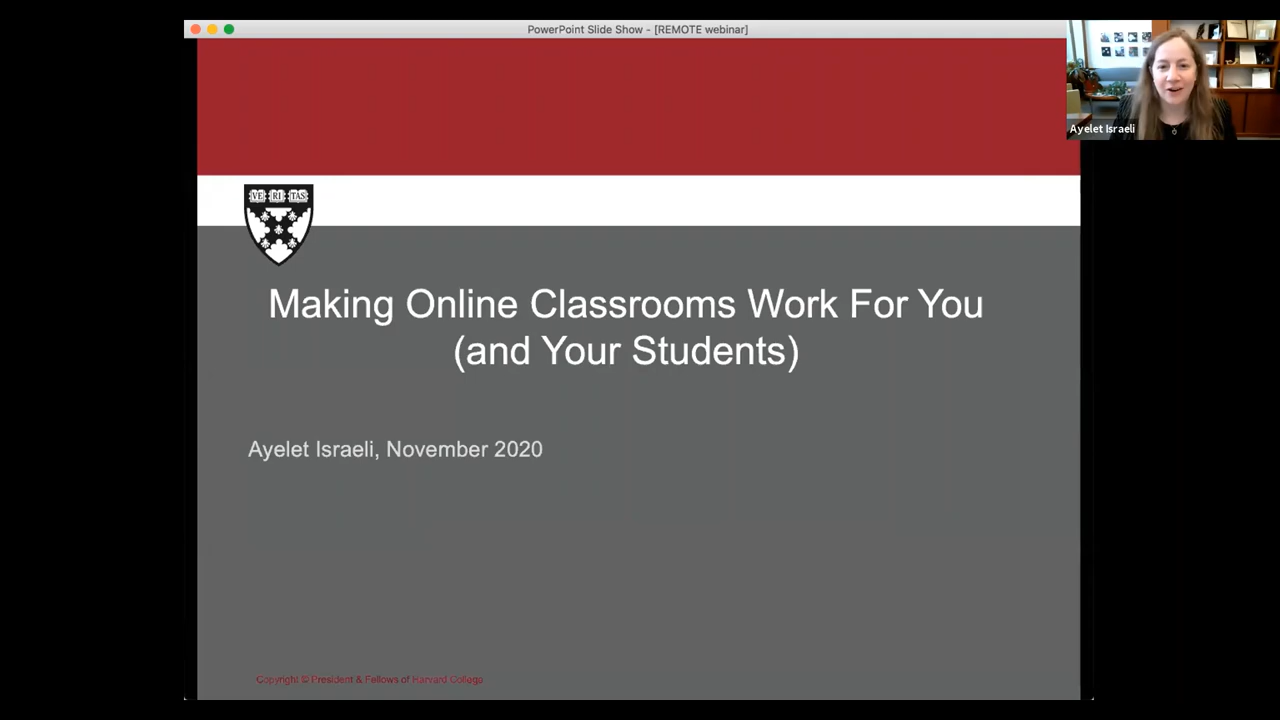 PowerPoint Slide Show - [REMOTE webinar]
Ayelet Israeli
VE RI TAS
Making Online Classrooms Work For You
(and Your Students)
Ayelet Israeli, November 2020
Copyright © President & Fellows of Harvard College